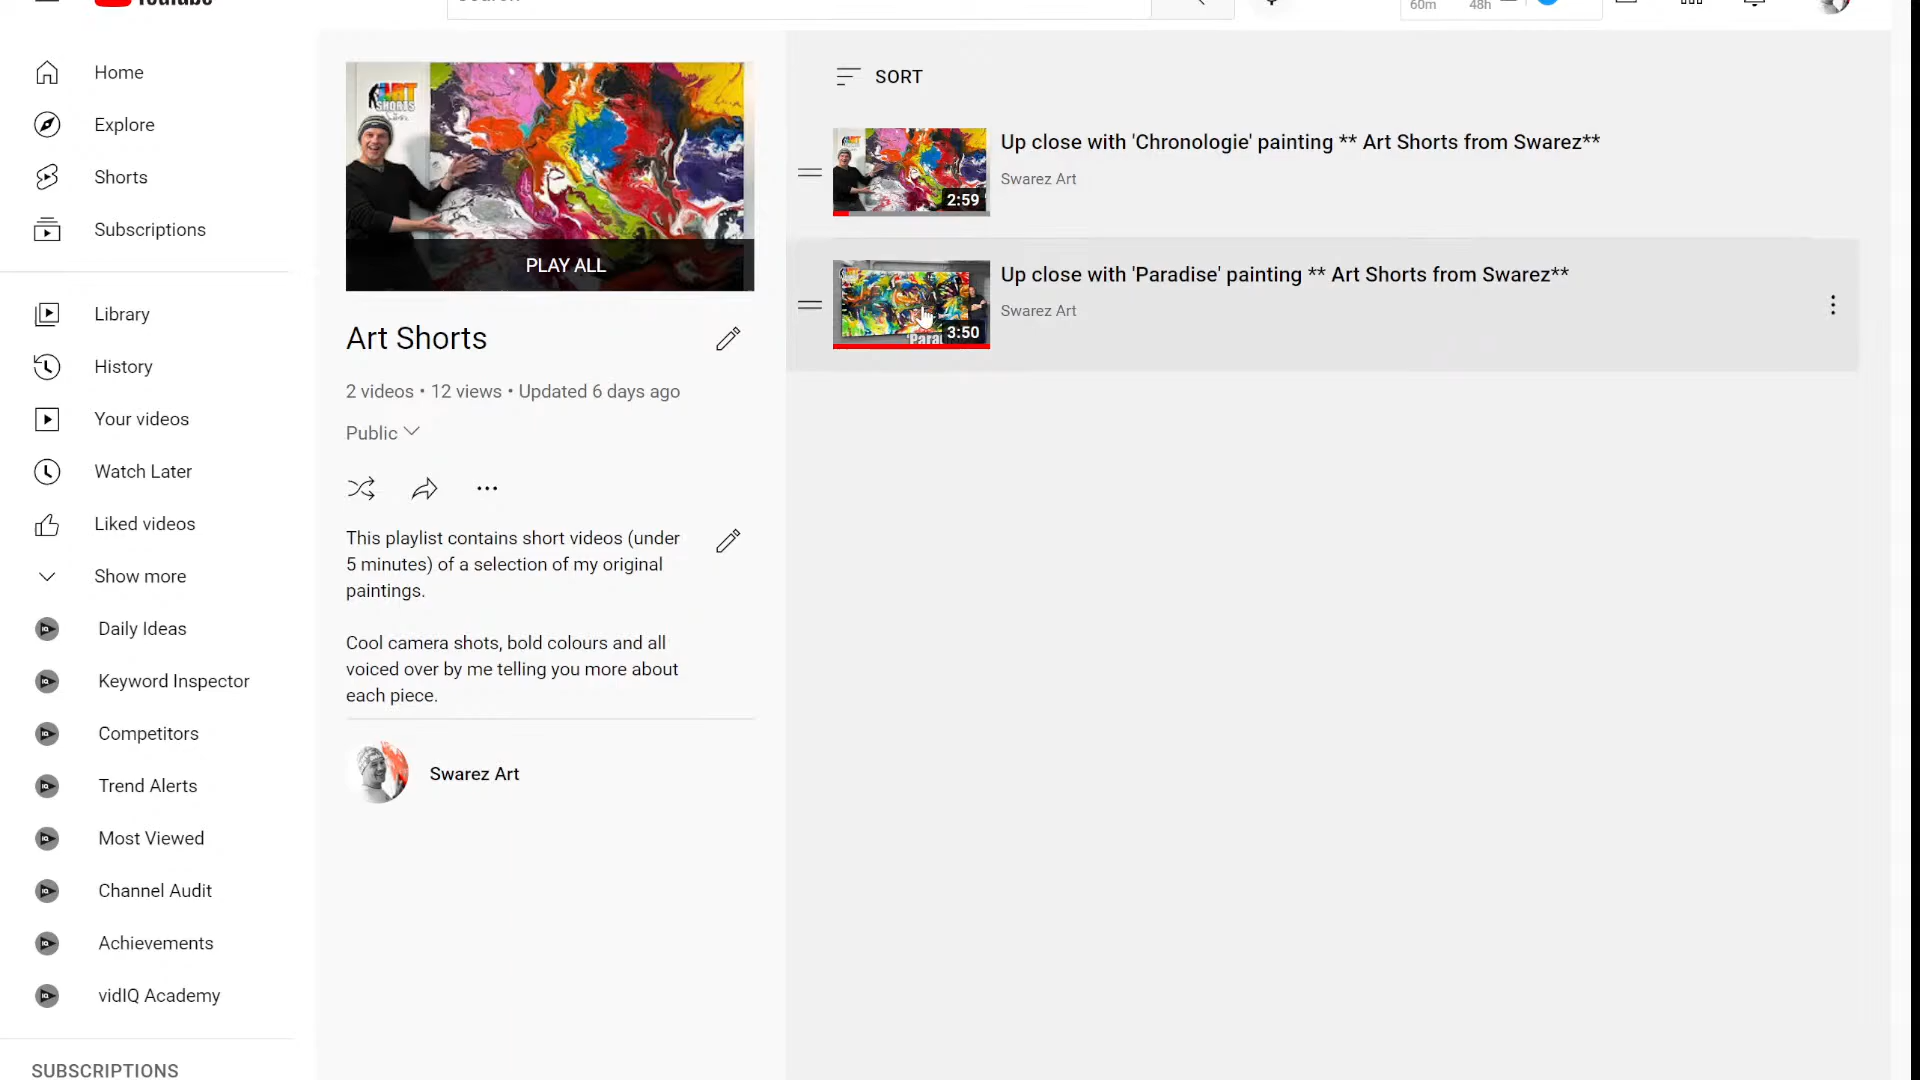 60m
48h
Home
Explore
Shorts
Subscriptions
Library
History
Your videos
Watch Later
Liked videos
Show more
Daily Ideas
Keyword Inspector
Competitors
Trend Alerts
Most Viewed
Channel Audit
Achievements
vidIQ Academy
SUBSCRIPTIONS
ART
SHORTS
PLAY ALL
Art Shorts
2 videos • 12 views • Updated 6 days ago
Public
This playlist contains short videos (under
5 minutes) of a selection of my original
paintings.
Cool camera shots, bold colours and all
voiced over by me telling you more about
each piece.
Swarez Art
SORT
Up close with 'Chronologie' painting ** Art Shorts from Swarez**
Swarez Art
2:59
Up close with 'Paradise' painting ** Art Shorts from Swarez**
Swarez Art
3:50